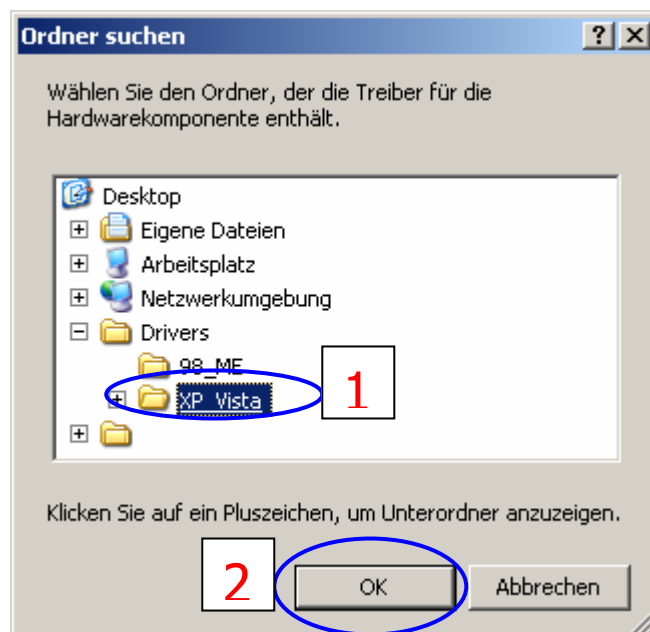 Ordner suchen
Wählen Sie den Ordner, der die Treiber für die
Hardwarekomponente enthält.
Desktop
Eigene Dateien
Arbeitsplatz
Netzwerkumgebung
Drivers
98_ME
XP_Vista
1
Klicken Sie auf ein Pluszeichen, um Unterordner anzuzeigen.
2
OK
Abbrechen